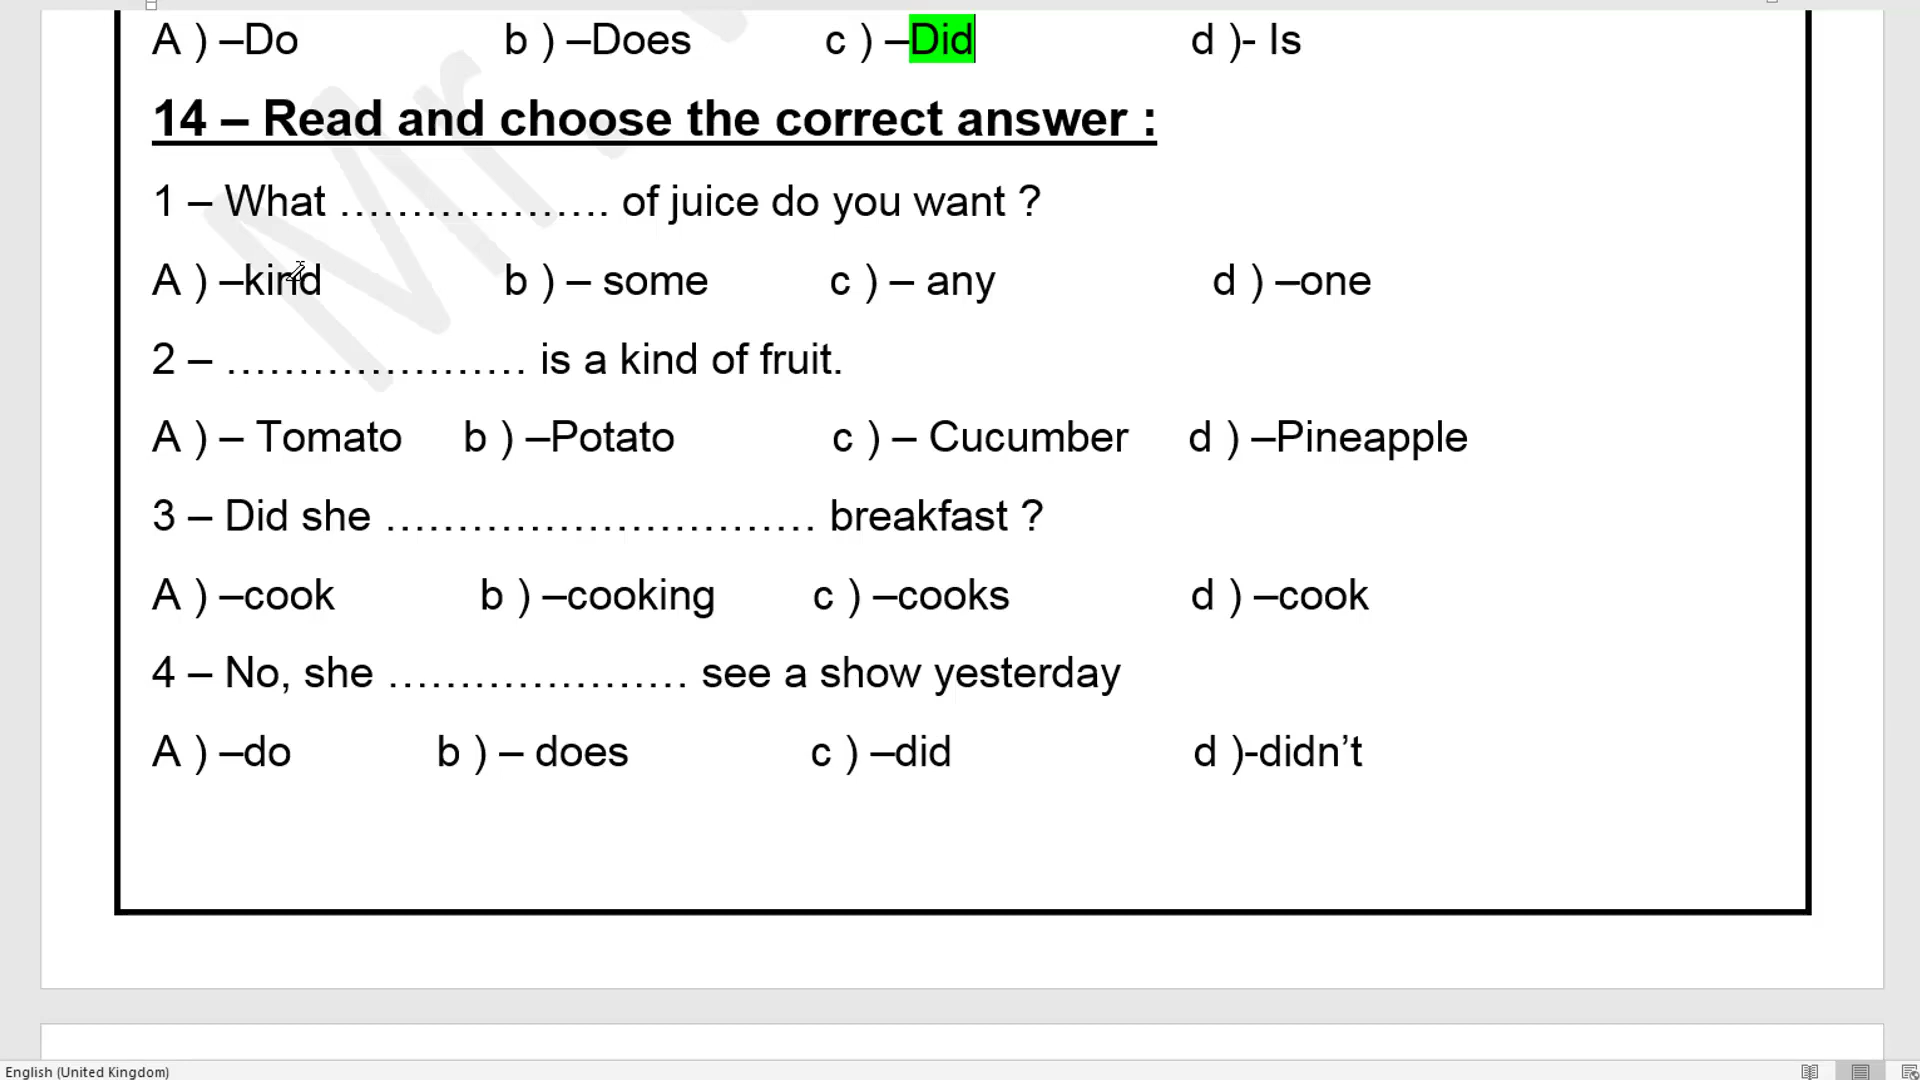 A ) –Do b ) –Does c ) –Did d )- Is
14 – Read and choose the correct answer :
1 – What ………………. of juice do you want ?
A ) –kind b ) – some c ) – any d ) –one
2 – ………………… is a kind of fruit.
A ) – Tomato b ) –Potato c ) – Cucumber d ) –Pineapple
3 – Did she ………………………… breakfast ?
A ) –cook b ) –cooking c ) –cooks d ) –cook
4 – No, she ………………… see a show yesterday
A ) –do b ) – does c ) –did d )-didn’t
English (United Kingdom)